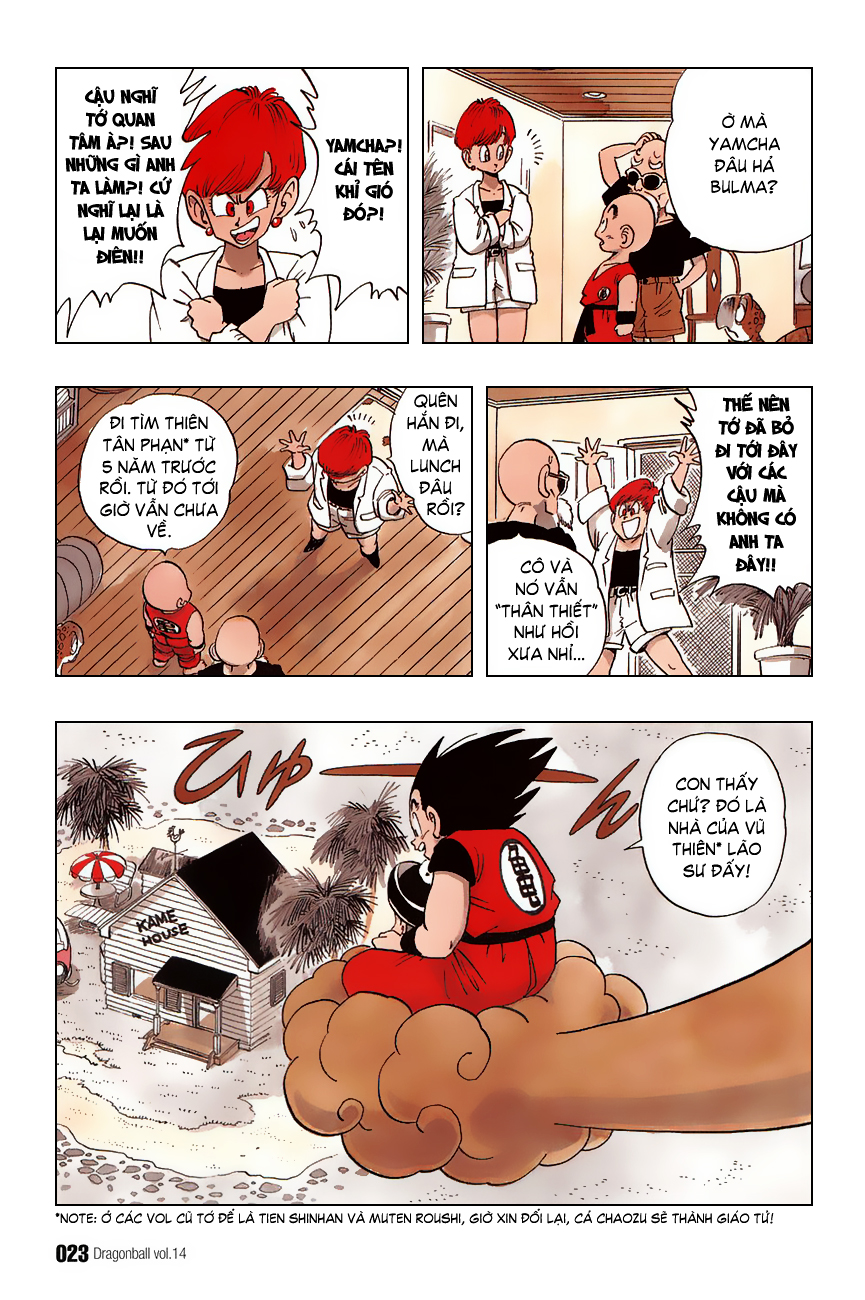 Ờ MÀ
YAMCHA
ĐÂU HẢ
BULMA?
YAMCHA?!
CÁI TÊN
KHỈ GIÓ
ĐÓ?!
CẬU NGHĨ
TỚ QUAN
TÂM À?! SAU
NHỮNG GÌ ANH
TA LÀM?! CỨ
NGHĨ LẠI LÀ
LẠI MUỐN
ĐIÊN!!
THẾ NÊN
TỚ ĐÃ BỎ
ĐI TỚI ĐÂY
VỚI CÁC
CẬU MÀ
KHÔNG CÓ
ANH TA
ĐÂY!!
CÔ VÀ
NÓ VẪN
"THÂN THIẾT"
NHƯ HỒI
XƯA NHỈ...
QUÊN
HẮN ĐI,
MÀ
LUNCH
ĐÂU
RỒI?
ĐI TÌM THIÊN
TÂN PHẠN* TỪ
5 NĂM TRƯỚC
RỒI. TỪ ĐÓ TỚI
GIỜ VẪN CHƯA
VỀ.
ひゅーん
CON THẤY
CHỨ? ĐÓ LÀ
NHÀ CỦA VŨ
THIÊN* LÃO
SƯ ĐẤY!
KAME
HOUSE
*NOTE: Ở CÁC VOL CŨ TỚ ĐỂ LÀ TIEN SHINHAN VÀ MUTEN ROUSHI, GIỜ XIN ĐỔI LẠI, CẢ CHAOZU SẼ THÀNH GIÁO TỬ!
023 Dragonball vol.14